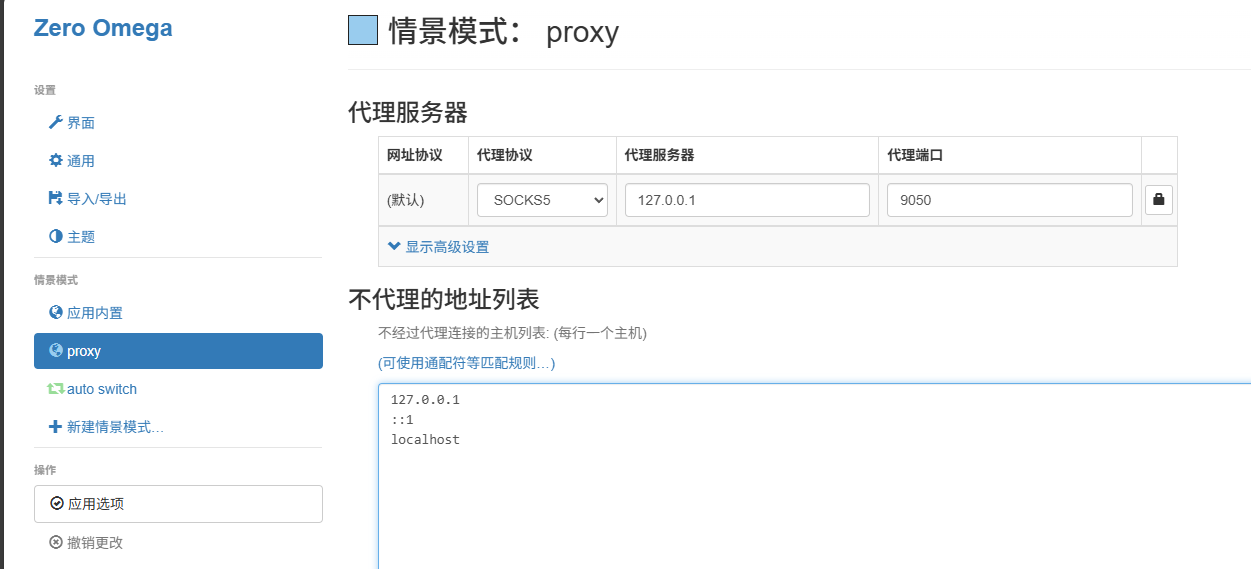 Zero Omega
设置
界面
通用
导入/导出
主题
情景模式
应用内置
proxy
auto switch
新建情景模式…
操作
应用选项
撤销更改
情景模式： proxy
代理服务器
网址协议 代理协议 代理服务器 代理端口
(默认) SOCKS5 127.0.0.1 9050
显示高级设置
不代理的地址列表
不经过代理连接的主机列表: (每行一个主机)
(可使用通配符等匹配规则…)
127.0.0.1
::1
localhost